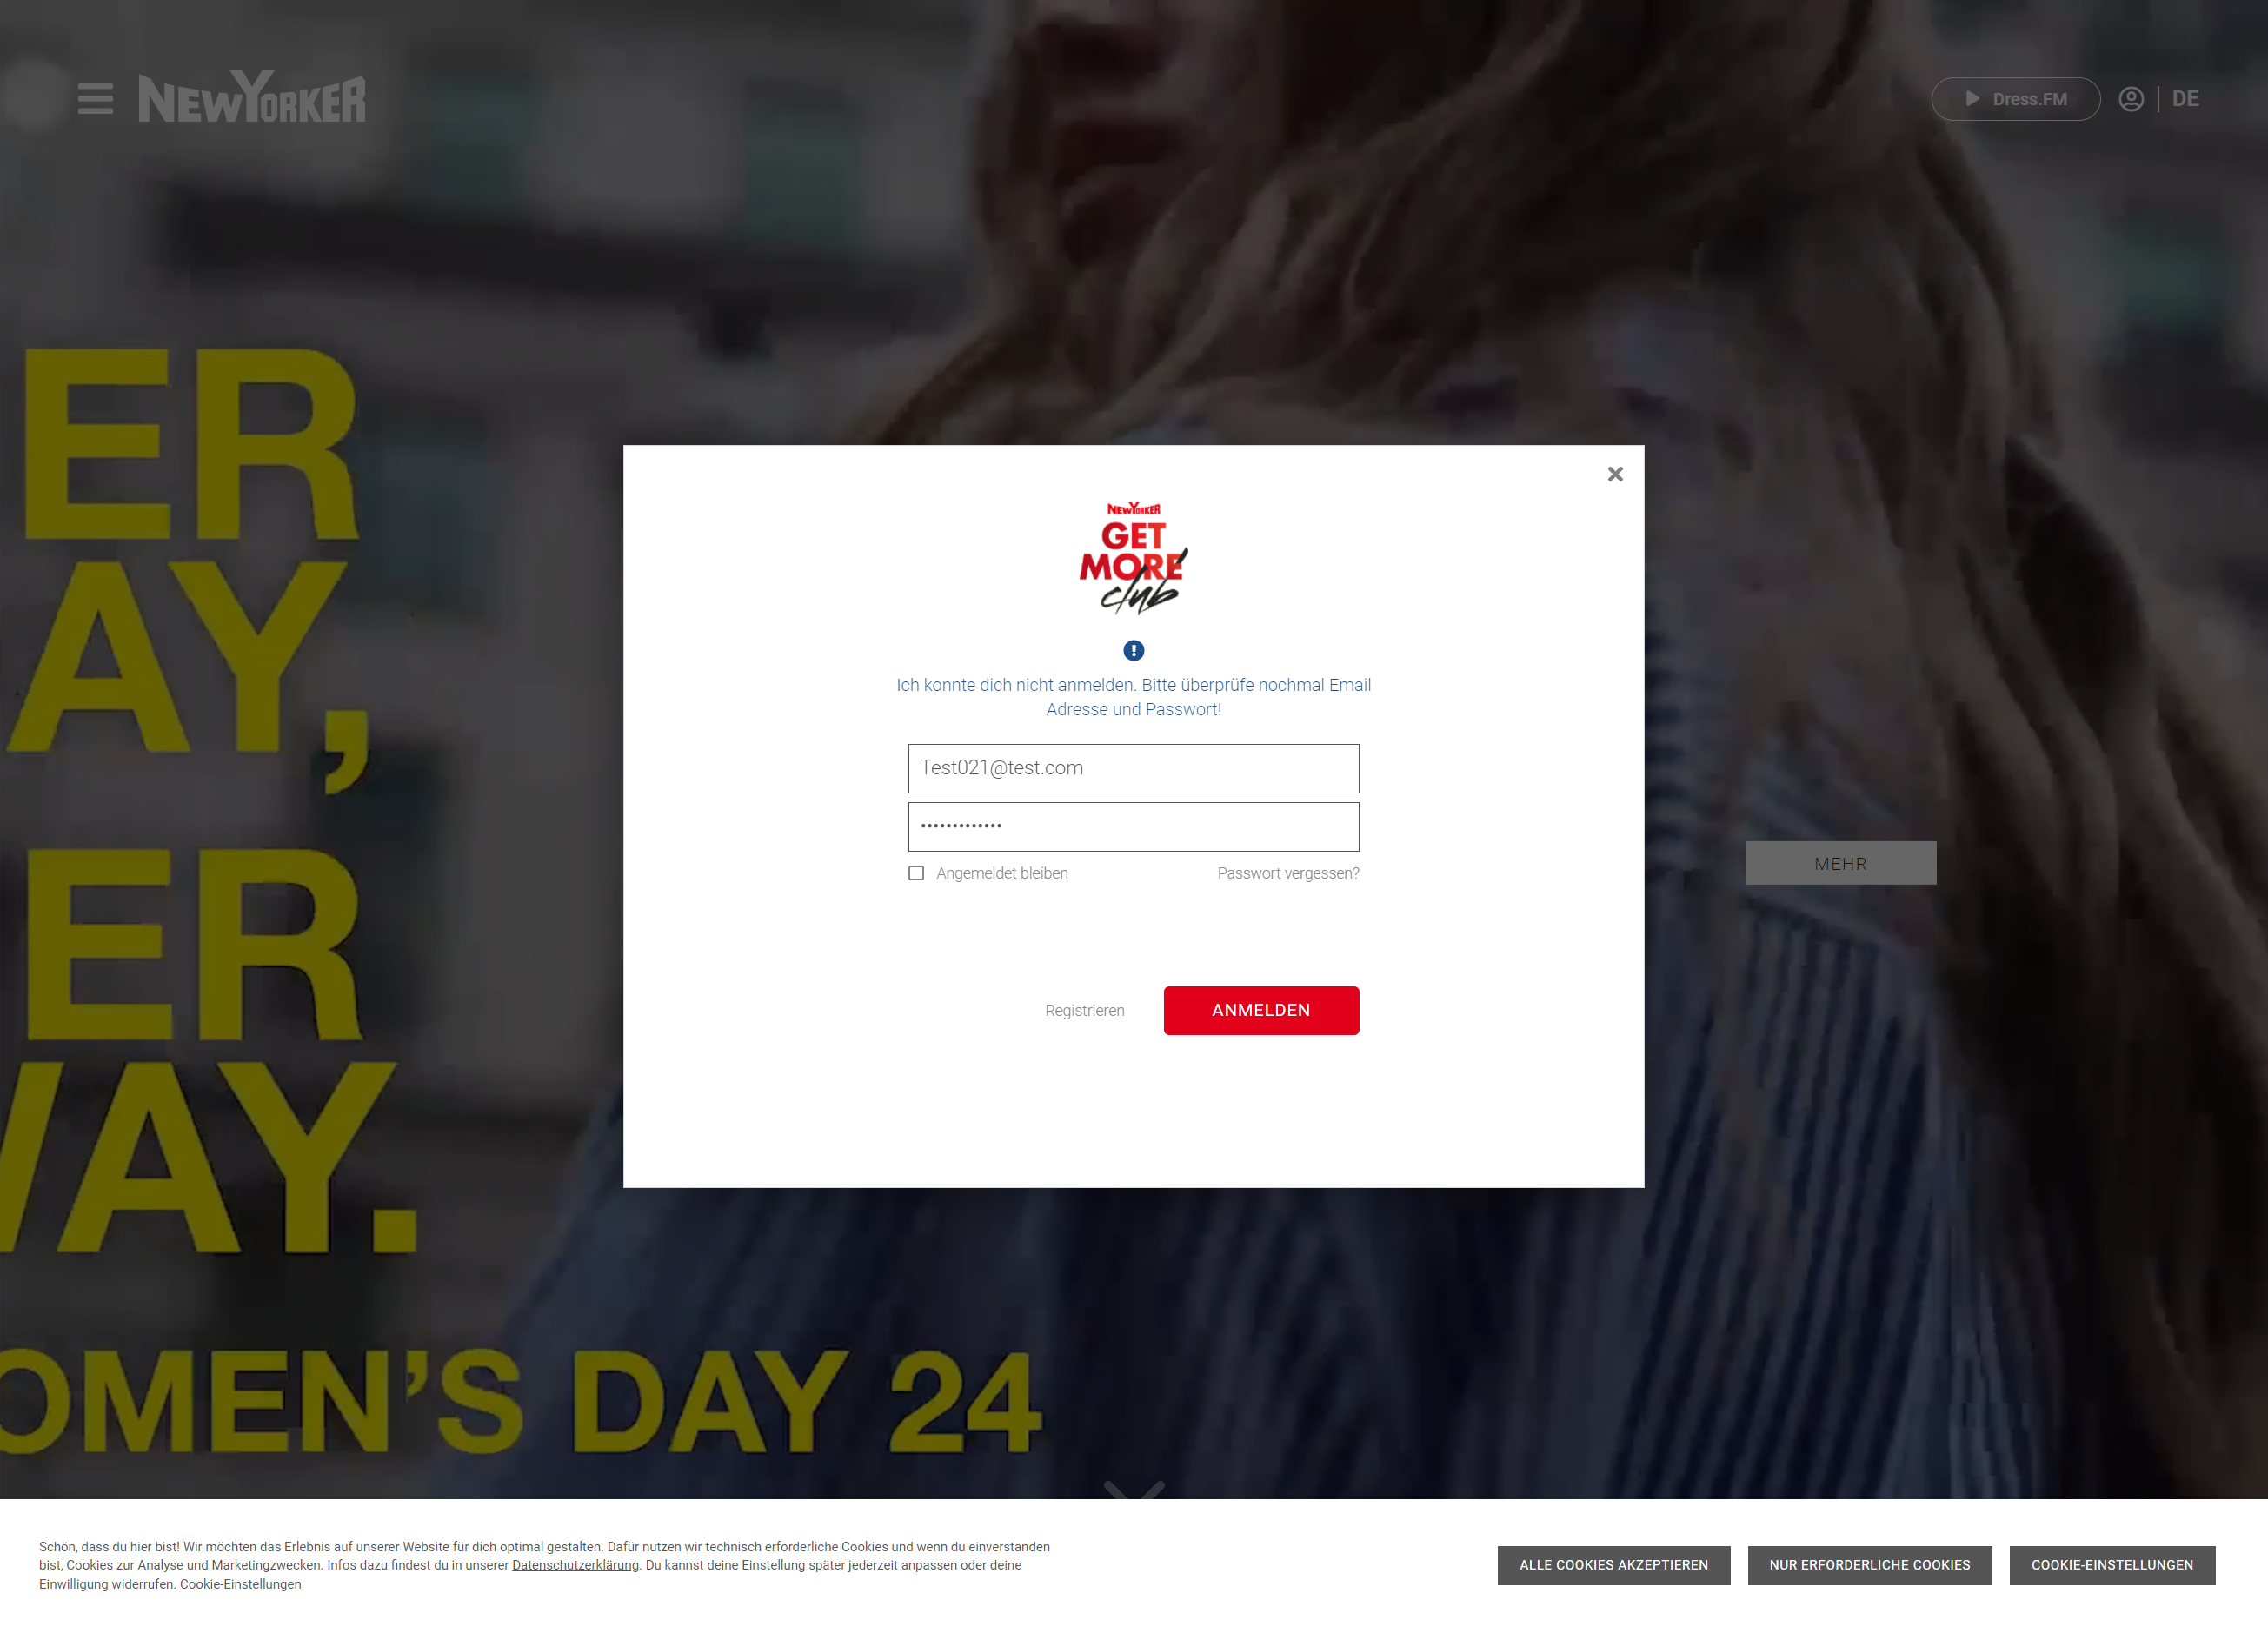 NEWYORKER
Dress.FM
DE
ER
AY,
ER
WAY.
OMEN'S DAY 24
NEWYORKER
GET
MORE
club
Ich konnte dich nicht anmelden. Bitte überprüfe nochmal Email
Adresse und Passwort!
Test021@test.com
•••••••••••••
Angemeldet bleiben
Passwort vergessen?
Registrieren
ANMELDEN
MEHR
Schön, dass du hier bist! Wir möchten das Erlebnis auf unserer Website für dich optimal gestalten. Dafür nutzen wir technisch erforderliche Cookies und wenn du einverstanden
bist, Cookies zur Analyse und Marketingzwecken. Infos dazu findest du in unserer Datenschutzerklärung. Du kannst deine Einstellung später jederzeit anpassen oder deine
Einwilligung widerrufen. Cookie-Einstellungen
ALLE COOKIES AKZEPTIEREN
NUR ERFORDERLICHE COOKIES
COOKIE-EINSTELLUNGEN